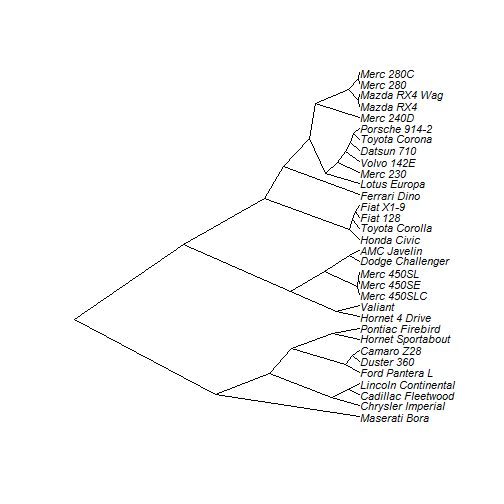 Merc 280C
Merc 280
Mazda RX4 Wag
Mazda RX4
Merc 240D
Porsche 914-2
Toyota Corona
Datsun 710
Volvo 142E
Merc 230
Lotus Europa
Ferrari Dino
Fiat X1-9
Fiat 128
Toyota Corolla
Honda Civic
AMC Javelin
Dodge Challenger
Merc 450SL
Merc 450SE
Merc 450SLC
Valiant
Hornet 4 Drive
Pontiac Firebird
Hornet Sportabout
Camaro Z28
Duster 360
Ford Pantera L
Lincoln Continental
Cadillac Fleetwood
Chrysler Imperial
Maserati Bora